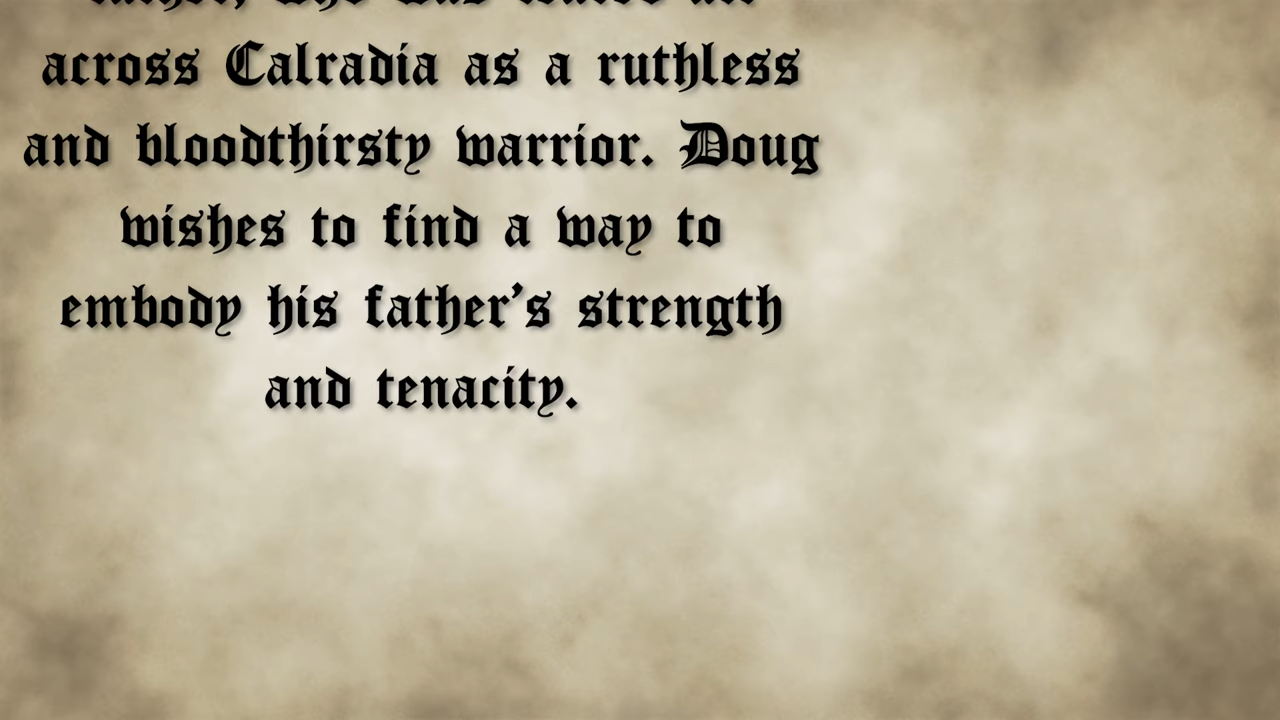 across Calradia as a ruthless
and bloodthirsty warrior. Doug
wishes to find a way to
embody his father's strength
and tenacity.